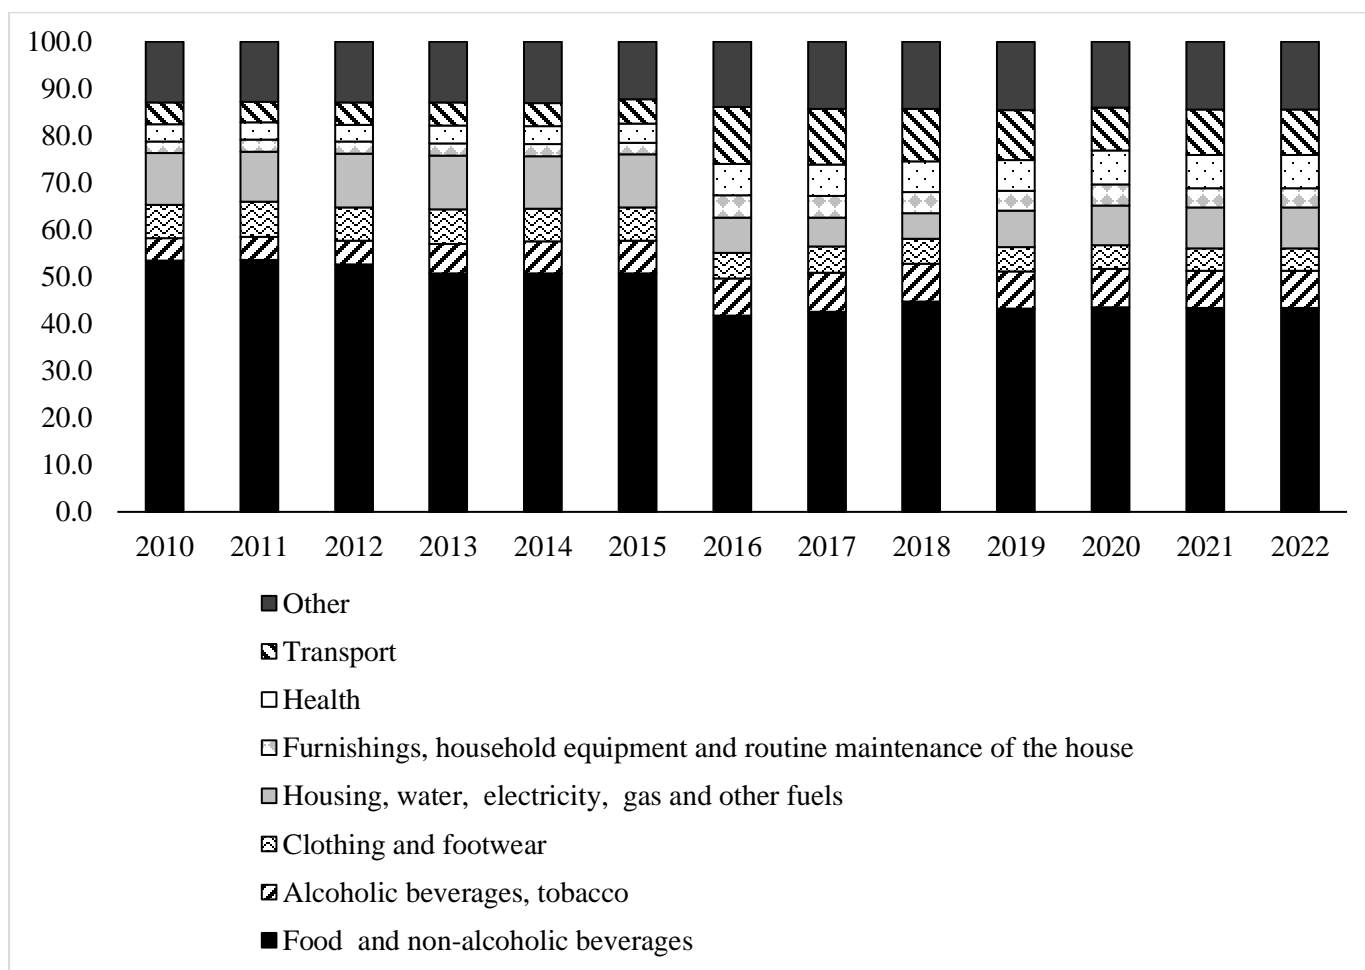 100.0
90.0
80.0
70.0
60.0
50.0
40.0
30.0
20.0
10.0
0.0
2010 2011 2012 2013 2014 2015 2016 2017 2018 2019 2020 2021 2022
Other
Transport
Health
Furnishings, household equipment and routine maintenance of the house
Housing, water,  electricity,  gas and other fuels
Clothing and footwear
Alcoholic beverages, tobacco
Food  and non-alcoholic beverages